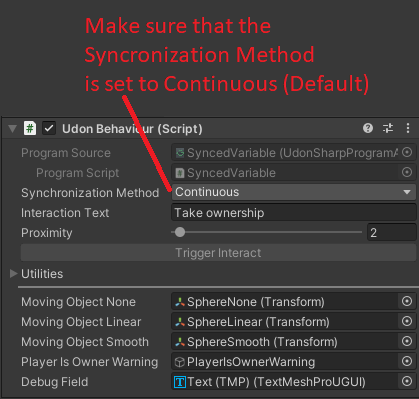 Make sure that the
Syncronization Method
is set to Continuous (Default)
# Udon Behaviour (Script)
Program Source SyncedVariable (UdonSharpProgramA
Program Script SyncedVariable
Synchronization Method Continuous
Interaction Text Take ownership
Proximity 2
Trigger Interact
Utilities
Moving Object None SphereNone (Transform)
Moving Object Linear SphereLinear (Transform)
Moving Object Smooth SphereSmooth (Transform)
Player Is Owner Warning PlayerIsOwnerWarning
Debug Field Text (TMP) (TextMeshProUGUI)